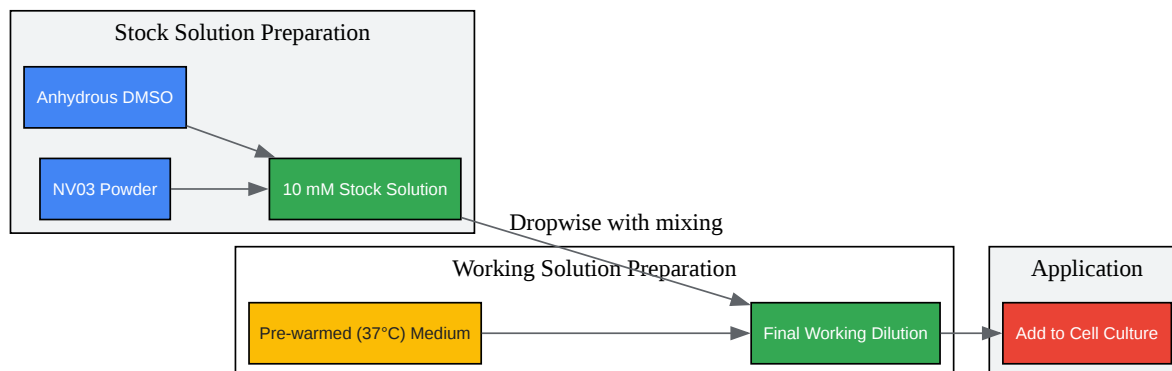 Stock Solution Preparation
Anhydrous DMSO
NV03 Powder
10 mM Stock Solution
Dropwise with mixing
Working Solution Preparation
Pre-warmed (37°C) Medium
Final Working Dilution
Application
Add to Cell Culture